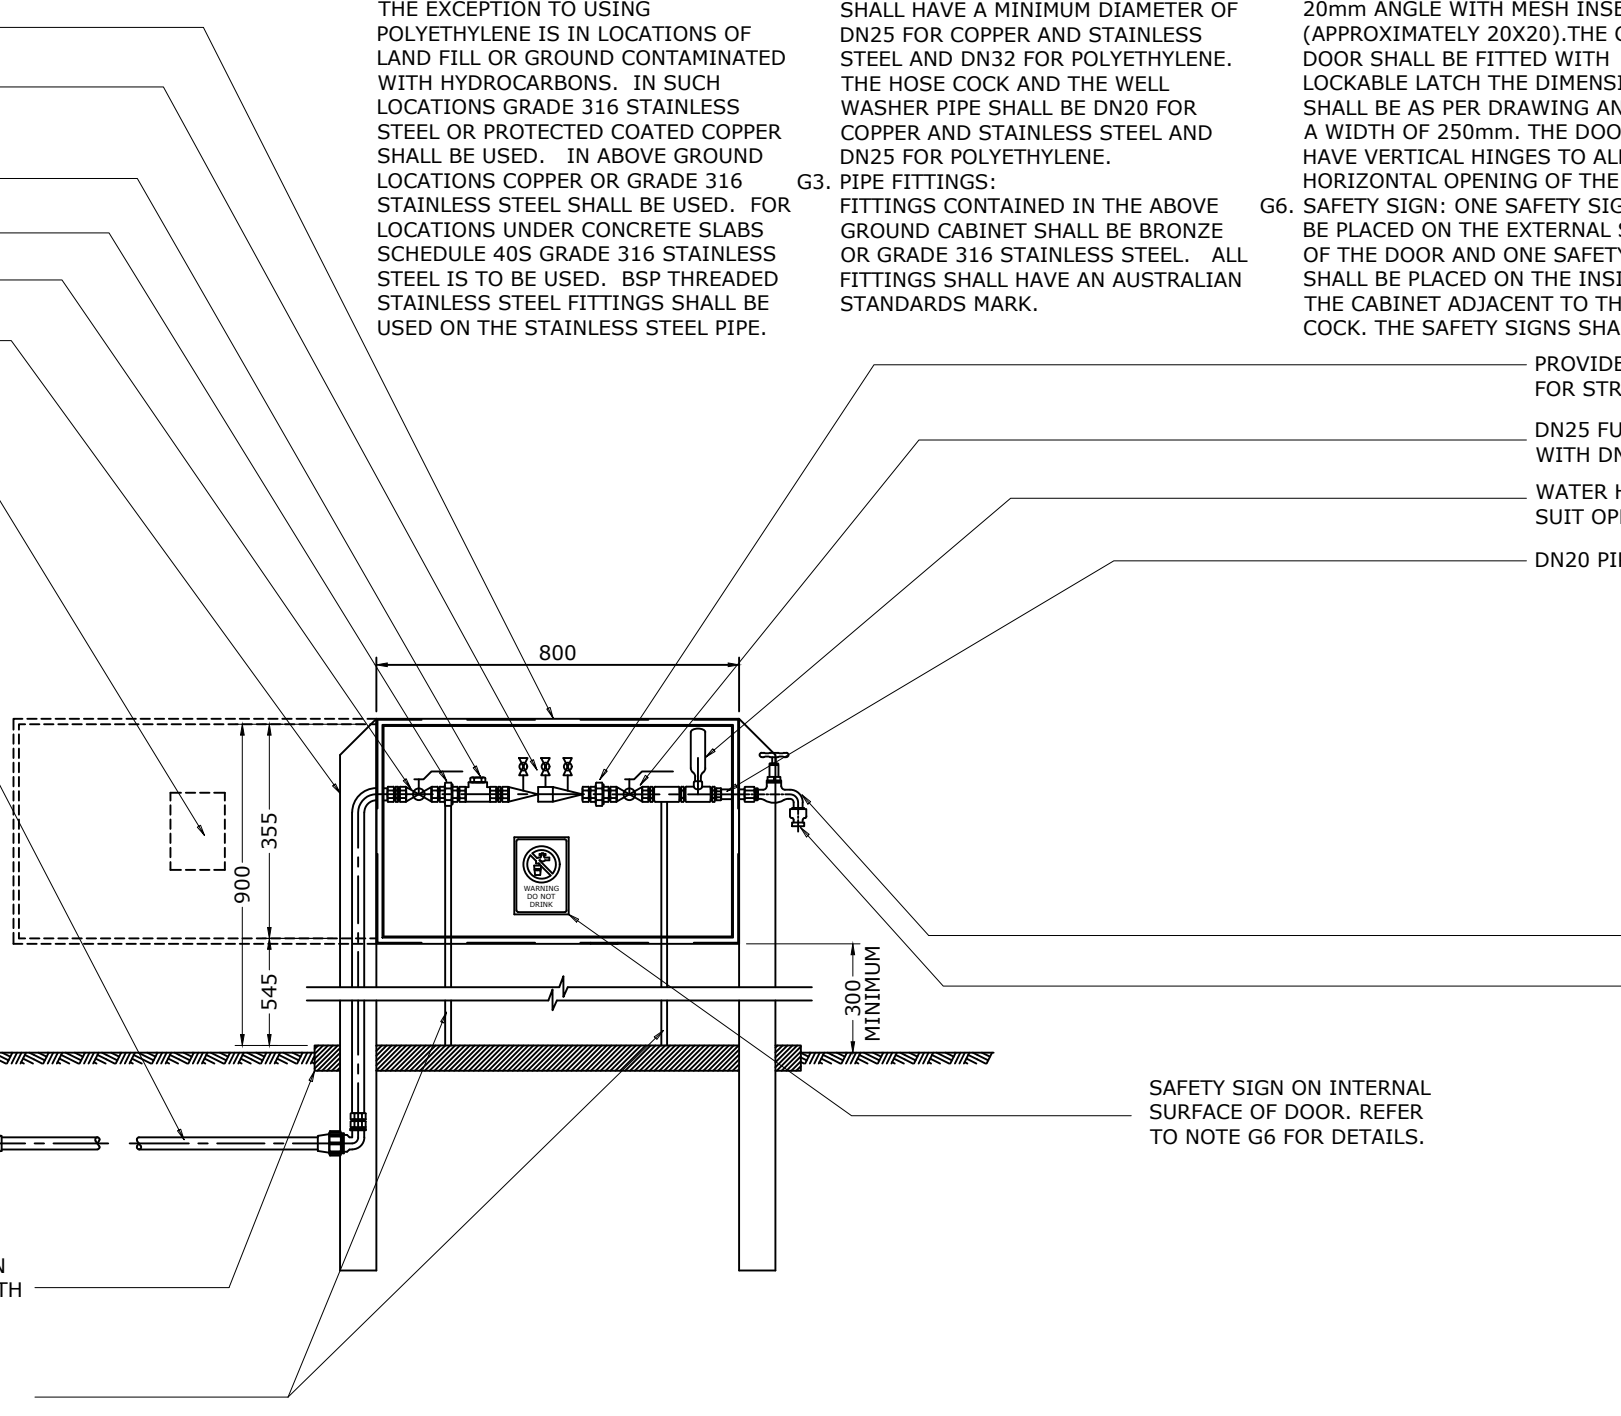 THE EXCEPTION TO USING
POLYETHYLENE IS IN LOCATIONS OF
LAND FILL OR GROUND CONTAMINATED
WITH HYDROCARBONS. IN SUCH
LOCATIONS GRADE 316 STAINLESS
STEEL OR PROTECTED COATED COPPER
SHALL BE USED. IN ABOVE GROUND
LOCATIONS COPPER OR GRADE 316
STAINLESS STEEL SHALL BE USED. FOR
LOCATIONS UNDER CONCRETE SLABS
SCHEDULE 40S GRADE 316 STAINLESS
STEEL IS TO BE USED. BSP THREADED
STAINLESS STEEL FITTINGS SHALL BE
USED ON THE STAINLESS STEEL PIPE.
SHALL HAVE A MINIMUM DIAMETER OF
DN25 FOR COPPER AND STAINLESS
STEEL AND DN32 FOR POLYETHYLENE.
THE HOSE COCK AND THE WELL
WASHER PIPE SHALL BE DN20 FOR
COPPER AND STAINLESS STEEL AND
DN25 FOR POLYETHYLENE.
G3. PIPE FITTINGS:
FITTINGS CONTAINED IN THE ABOVE
GROUND CABINET SHALL BE BRONZE
OR GRADE 316 STAINLESS STEEL. ALL
FITTINGS SHALL HAVE AN AUSTRALIAN
STANDARDS MARK.
20mm ANGLE WITH MESH INSE
(APPROXIMATELY 20X20).THE
DOOR SHALL BE FITTED WITH
LOCKABLE LATCH THE DIMENSI
SHALL BE AS PER DRAWING AN
A WIDTH OF 250mm. THE DOO
HAVE VERTICAL HINGES TO AL
HORIZONTAL OPENING OF THE
G6. SAFETY SIGN: ONE SAFETY SIG
BE PLACED ON THE EXTERNAL
OF THE DOOR AND ONE SAFETY
SHALL BE PLACED ON THE INSI
THE CABINET ADJACENT TO TH
COCK. THE SAFETY SIGNS SHA
PROVIDE
FOR STR
DN25 FU
WITH DN
WATER H
SUIT OP
DN20 PI
800
355
900
545
300
MINIMUM
WARNING
DO NOT
DRINK
SAFETY SIGN ON INTERNAL
SURFACE OF DOOR. REFER
TO NOTE G6 FOR DETAILS.
N
TH